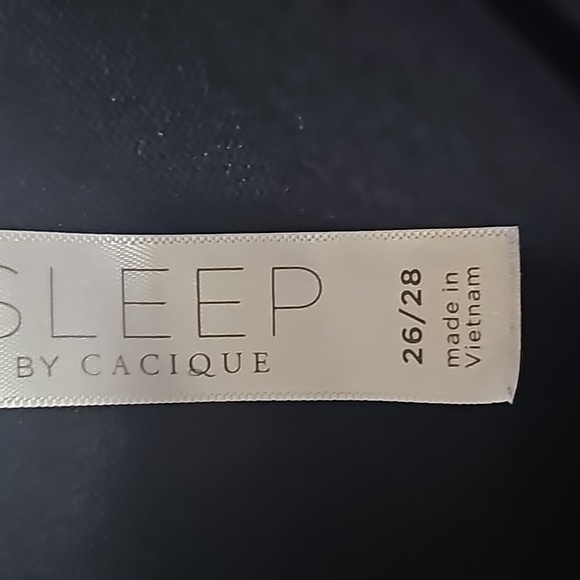 SLEEP
BY CACIQUE
26/28
made in
Vietnam